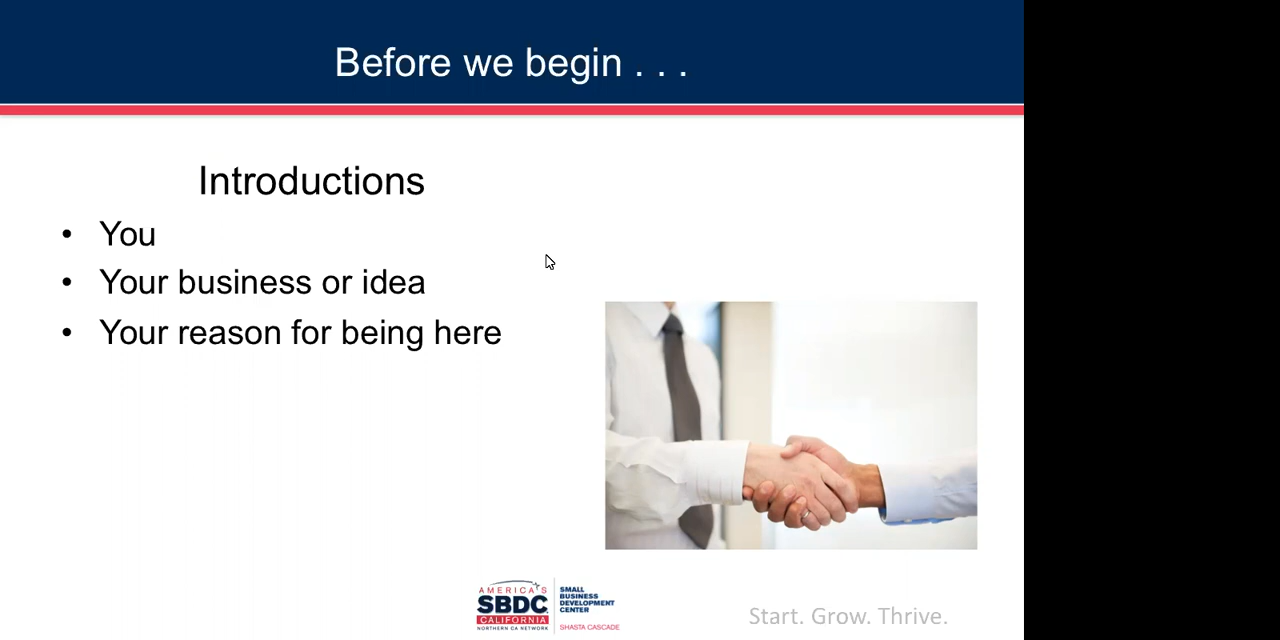 Before we begin . . .
Introductions
• You
• Your business or idea
• Your reason for being here
AMERICA'S
SBDC
CALIFORNIA
NORTHERN CA NETWORK
SMALL
BUSINESS
DEVELOPMENT
CENTER
SHASTA CASCADE
Start. Grow. Thrive.